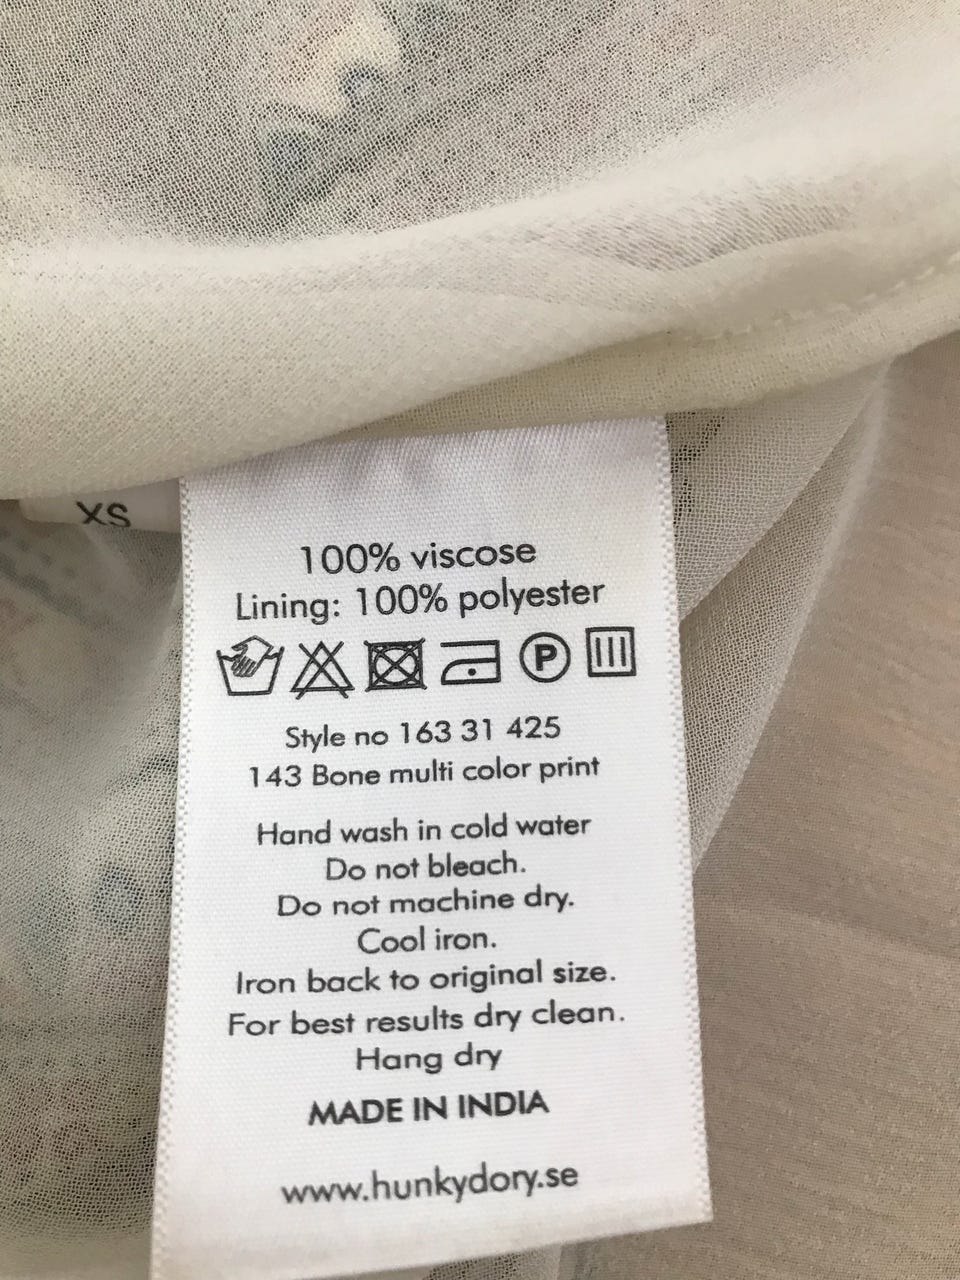 XS
100% viscose
Lining: 100% polyester
P
Style no 163 31 425
143 Bone multi color print
Hand wash in cold water
Do not bleach.
Do not machine dry.
Cool iron.
Iron back to original size.
For best results dry clean.
Hang dry
MADE IN INDIA
www.hunkydory.se